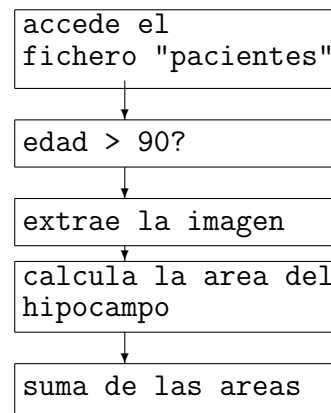 accede el
fichero "pacientes"
edad > 90?
extrae la imagen
calcula la area del
hipocampo
suma de las areas